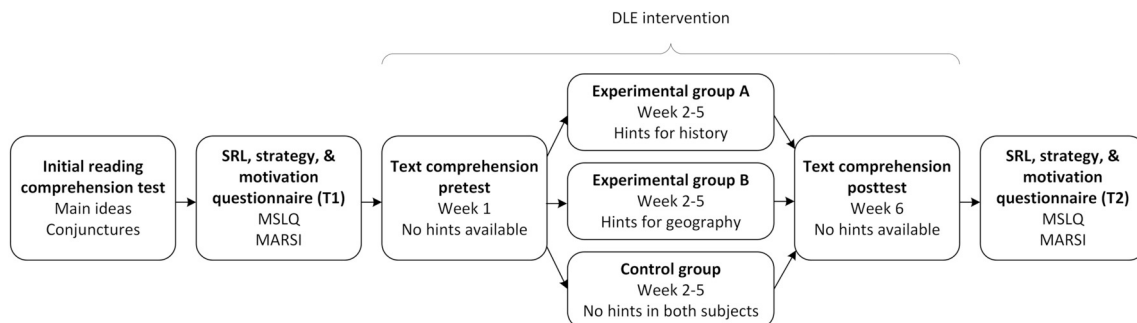 DLE intervention
Initial reading
comprehension test
Main ideas
Conjunctures
SRL, strategy, &
motivation
questionnaire (T1)
MSLQ
MARSI
Text comprehension
pretest
Week 1
No hints available
Experimental group A
Week 2-5
Hints for history
Experimental group B
Week 2-5
Hints for geography
Control group
Week 2-5
No hints in both subjects
Text comprehension
posttest
Week 6
No hints available
SRL, strategy, &
motivation
questionnaire (T2)
MSLQ
MARSI